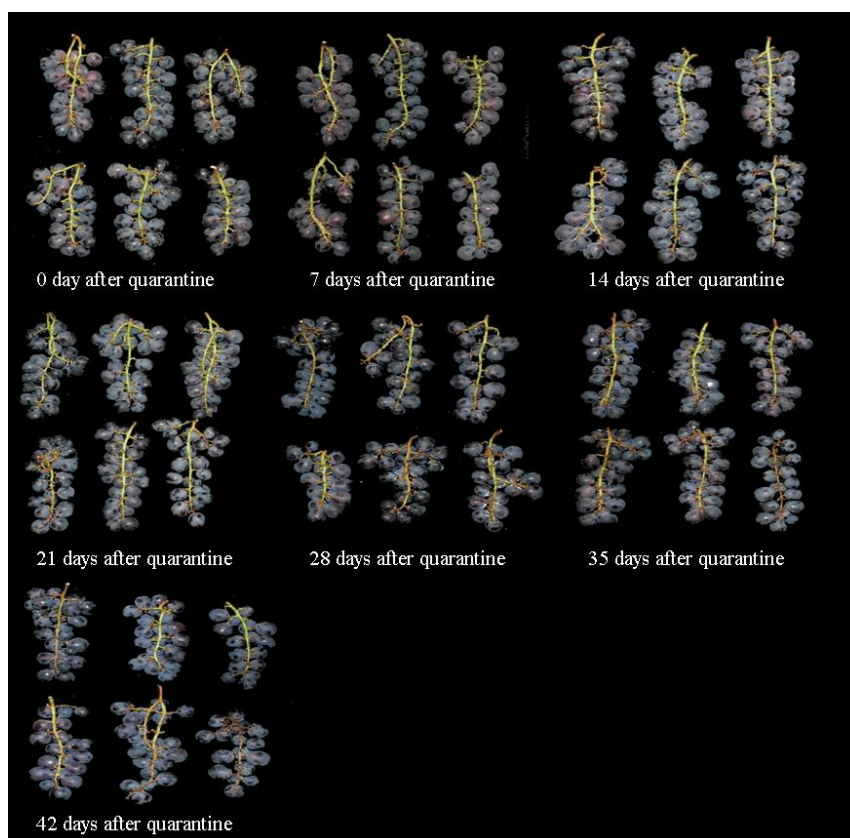 0 day after quarantine
7 days after quarantine
14 days after quarantine
21 days after quarantine
28 days after quarantine
35 days after quarantine
42 days after quarantine